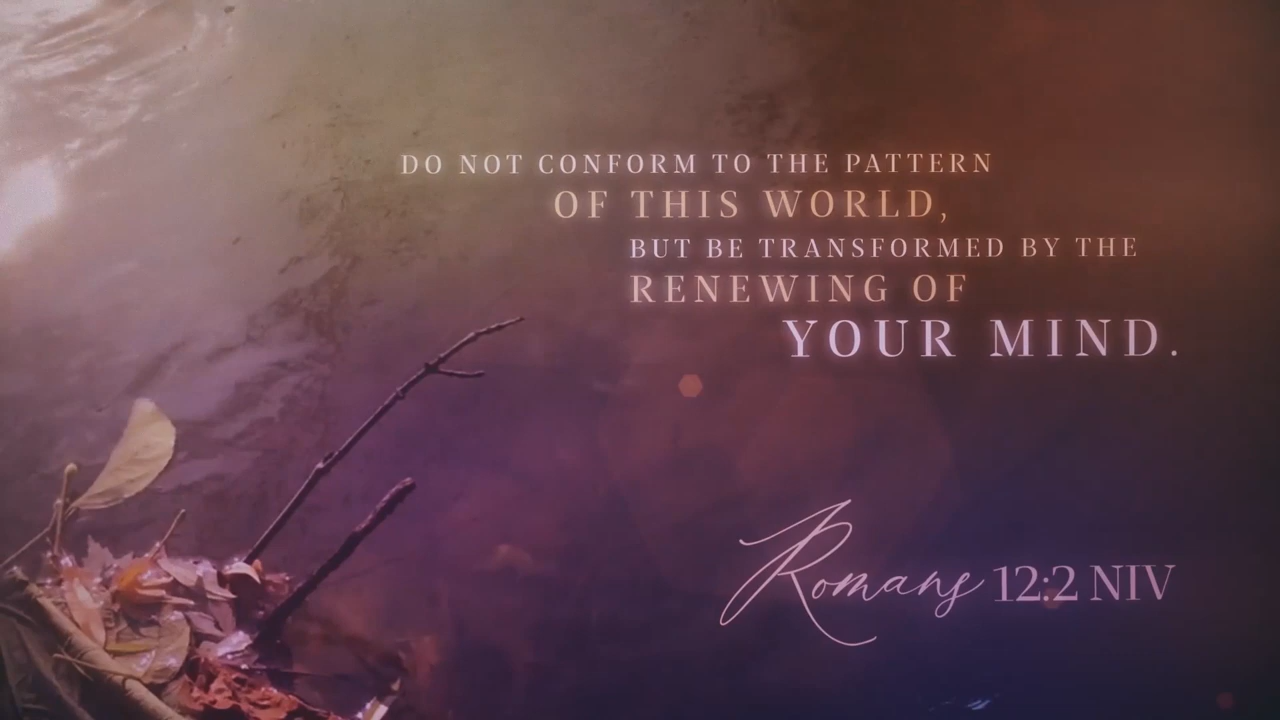 DO NOT CONFORM TO THE PATTERN
OF THIS WORLD,
BUT BE TRANSFORMED BY THE
RENEWING OF
YOUR MIND.
Romans 12:2 NIV